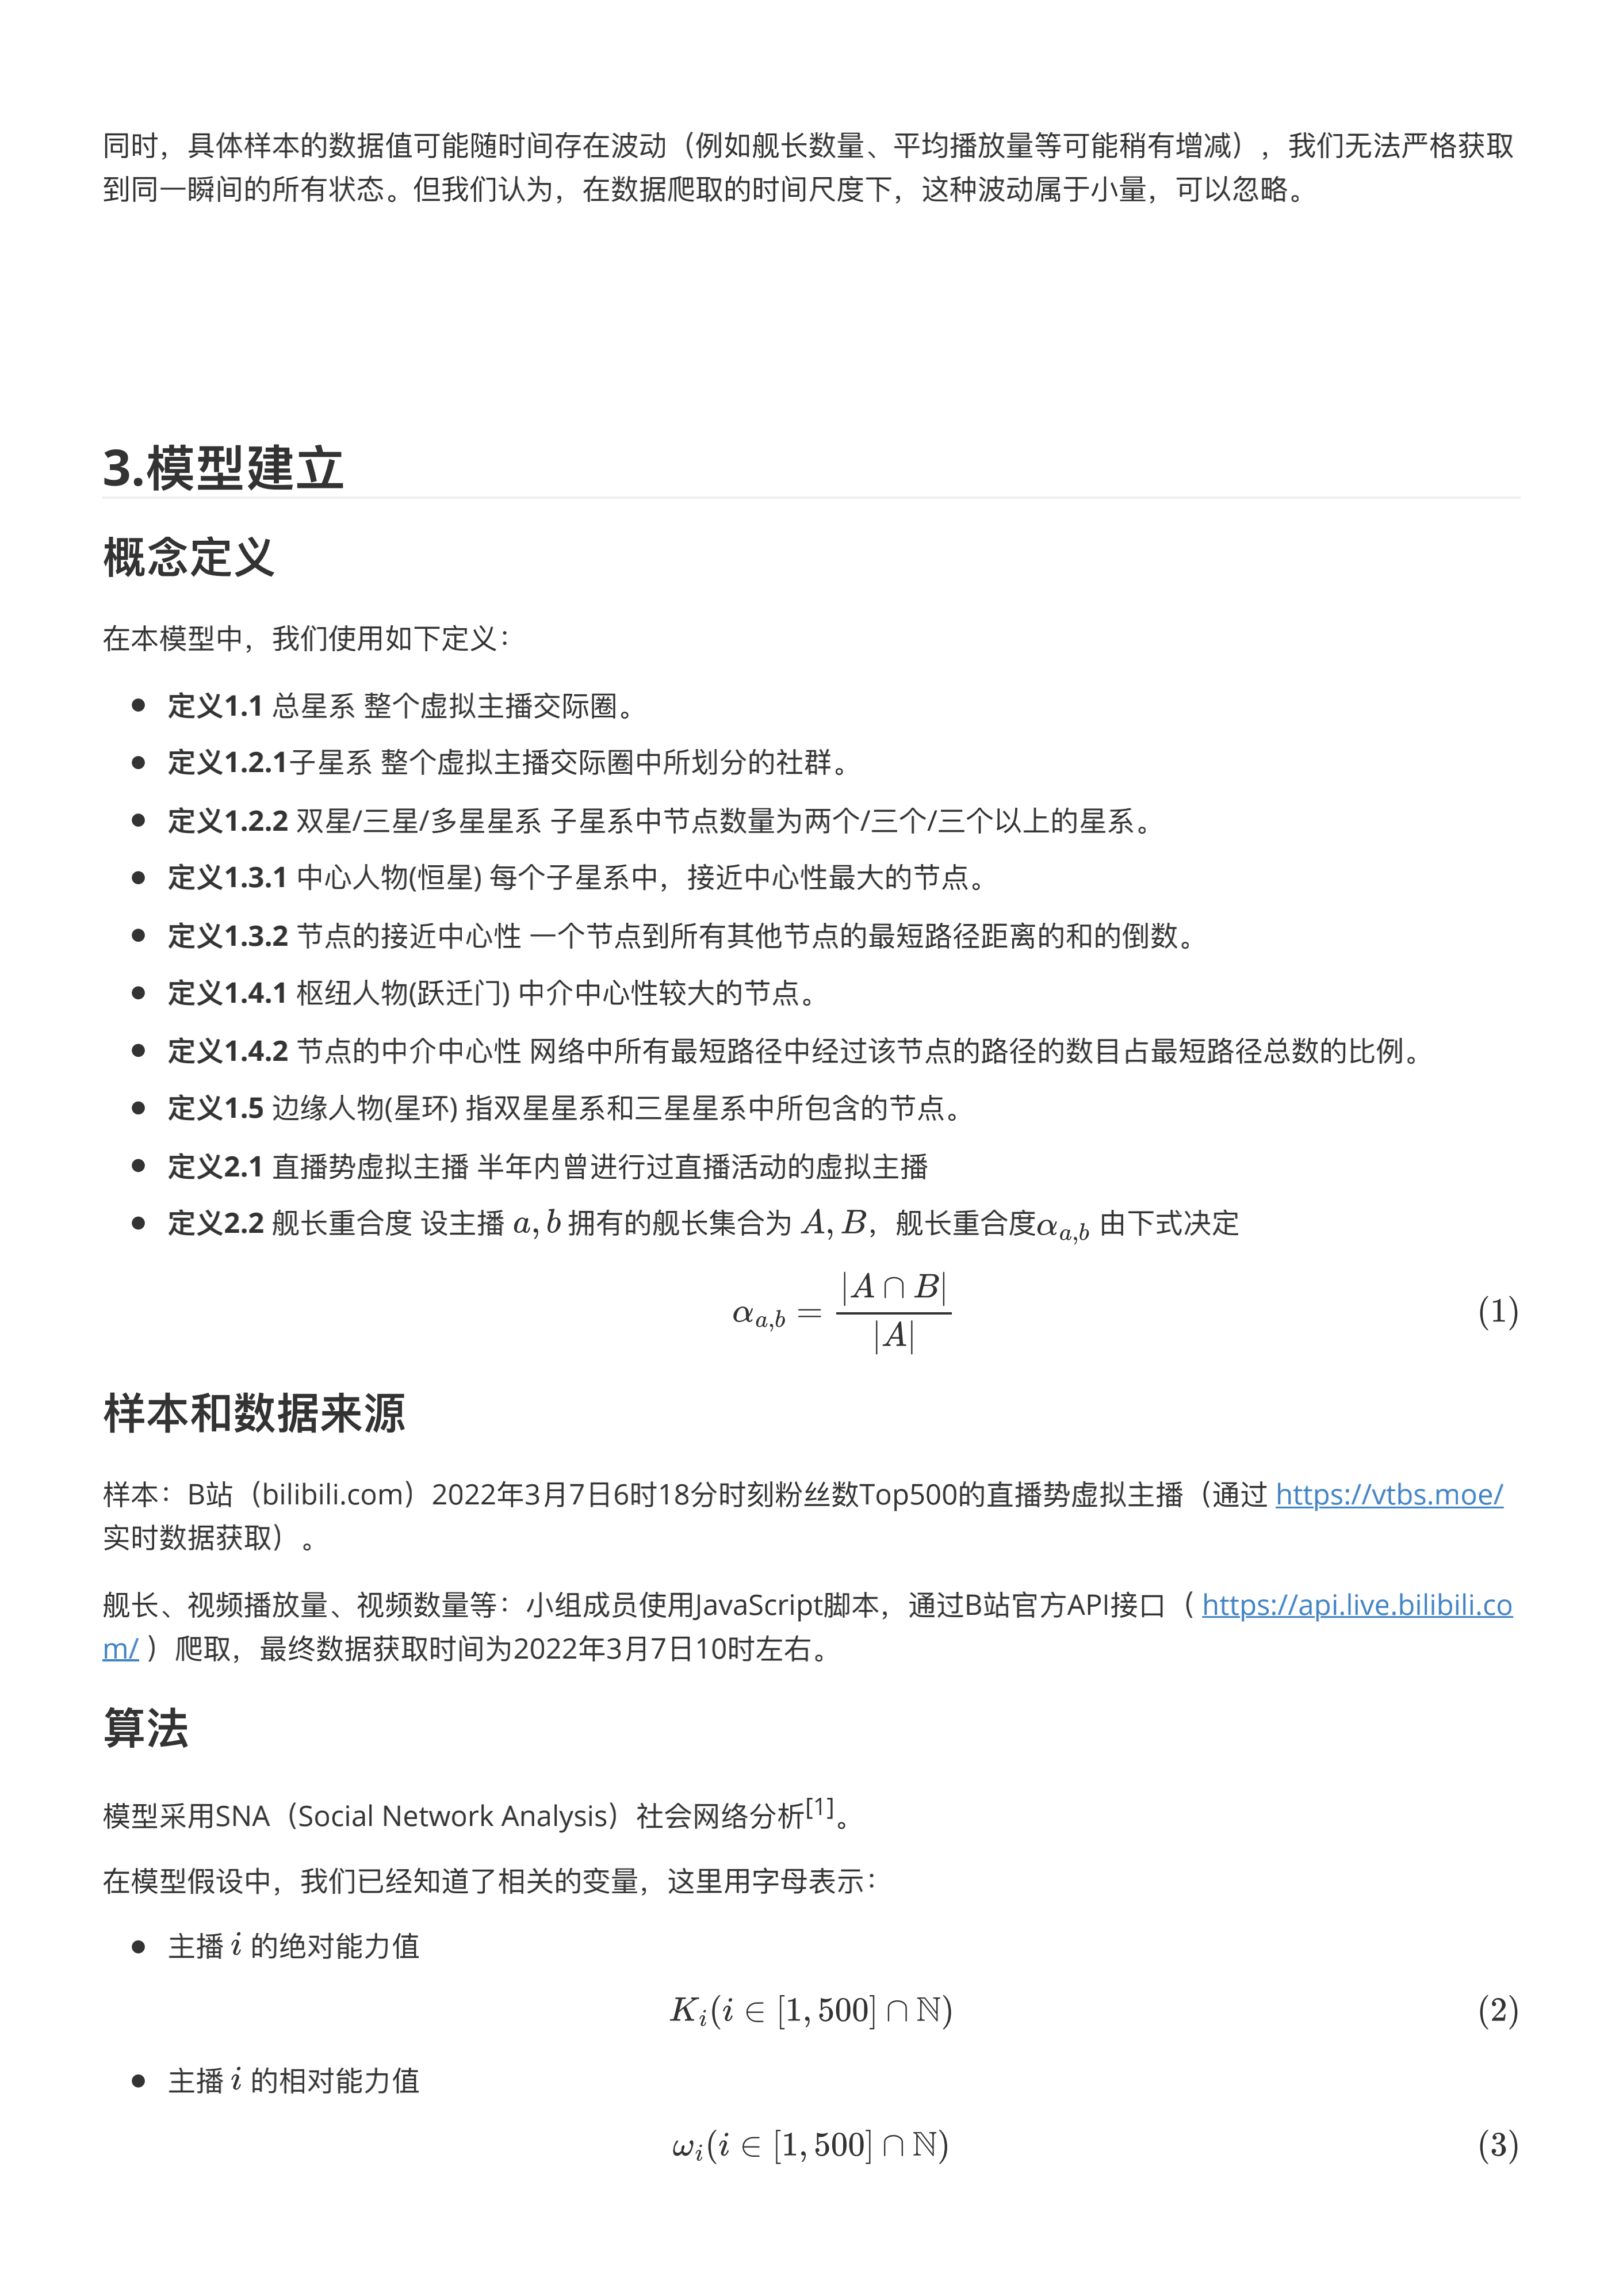 同时，具体样本的数据值可能随时间存在波动（例如舰长数量、平均播放量等可能稍有增减），我们无法严格获取
到同一瞬间的所有状态。但我们认为，在数据爬取的时间尺度下，这种波动属于小量，可以忽略。
3.模型建立
概念定义
在本模型中，我们使用如下定义：
• 定义1.1 总星系 整个虚拟主播交际圈。
• 定义1.2.1子星系 整个虚拟主播交际圈中所划分的社群。
• 定义1.2.2 双星/三星/多星星系 子星系中节点数量为两个/三个/三个以上的星系。
• 定义1.3.1 中心人物(恒星) 每个子星系中，接近中心性最大的节点。
• 定义1.3.2 节点的接近中心性 一个节点到所有其他节点的最短路径距离的和的倒数。
• 定义1.4.1 枢纽人物(跃迁门) 中介中心性较大的节点。
• 定义1.4.2 节点的中介中心性 网络中所有最短路径中经过该节点的路径的数目占最短路径总数的比例。
• 定义1.5 边缘人物(星环) 指双星星系和三星星系中所包含的节点。
• 定义2.1 直播势虚拟主播 半年内曾进行过直播活动的虚拟主播
• 定义2.2 舰长重合度 设主播 a, b 拥有的舰长集合为 A, B，舰长重合度α_{a,b} 由下式决定
α_{a,b} = |A ∩ B| / |A| (1)
样本和数据来源
样本：B站（bilibili.com）2022年3月7日6时18分时刻粉丝数Top500的直播势虚拟主播（通过 https://vtbs.moe/
实时数据获取）。
舰长、视频播放量、视频数量等：小组成员使用JavaScript脚本，通过B站官方API接口（ https://api.live.bilibili.co
m/ ）爬取，最终数据获取时间为2022年3月7日10时左右。
算法
模型采用SNA（Social Network Analysis）社会网络分析[1]。
在模型假设中，我们已经知道了相关的变量，这里用字母表示：
• 主播 i 的绝对能力值
K_i(i ∈ [1, 500] ∩ ℕ) (2)
• 主播 i 的相对能力值
ω_i(i ∈ [1, 500] ∩ ℕ) (3)